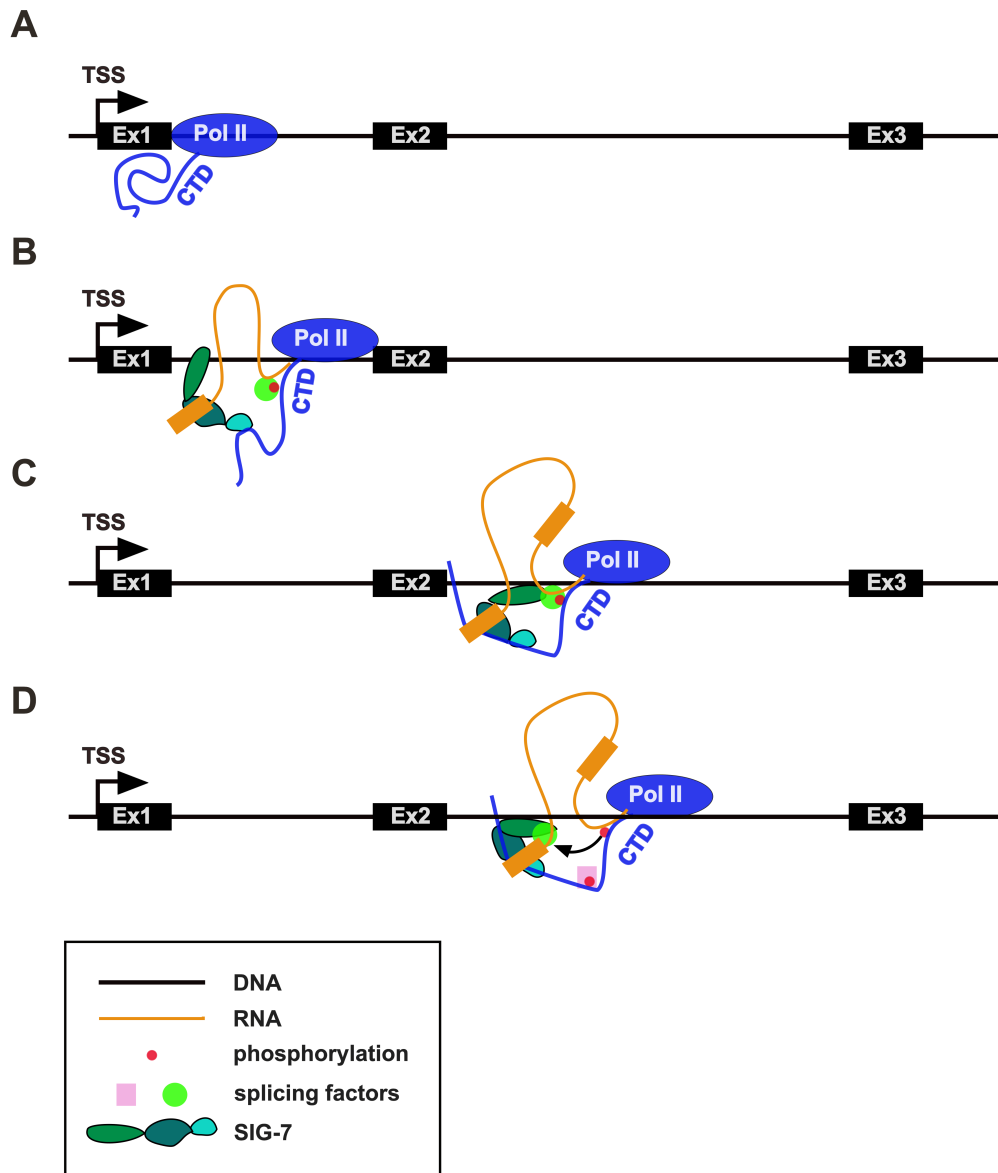 A
TSS
Ex1 Pol II Ex2 Ex3
CTD
B
TSS
Pol II
Ex1 Ex2 Ex3
CTD
C
TSS
Pol II
Ex1 Ex2 Ex3
CTD
D
TSS
Pol II
Ex1 Ex2 Ex3
CTD
DNA
RNA
phosphorylation
splicing factors
SIG-7